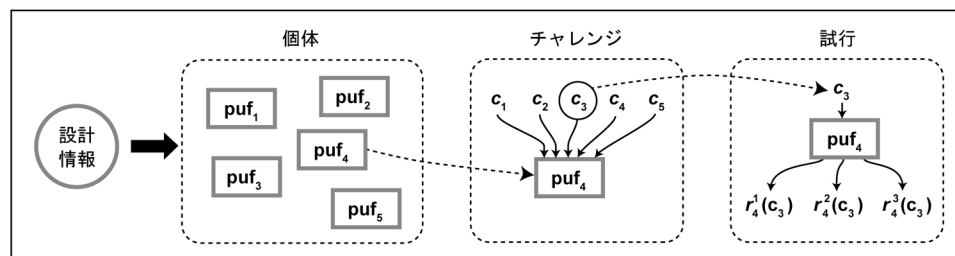 個体
チャレンジ
試行
設計
情報
puf1
puf2
puf3
puf4
puf5
c1 c2 c3 c4 c5
puf4
c3
puf4
r41(c3) r42(c3) r43(c3)